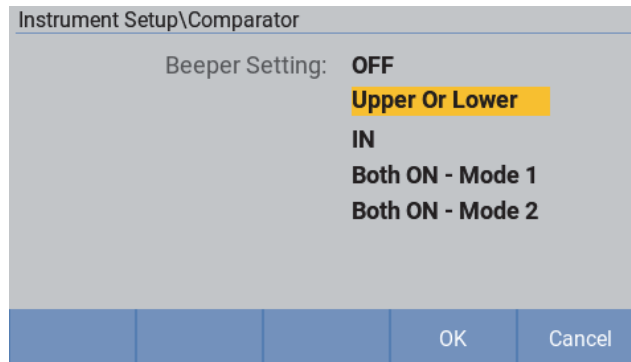 Instrument Setup\Comparator
Beeper Setting: OFF
Upper Or Lower
IN
Both ON - Mode 1
Both ON - Mode 2
OK Cancel